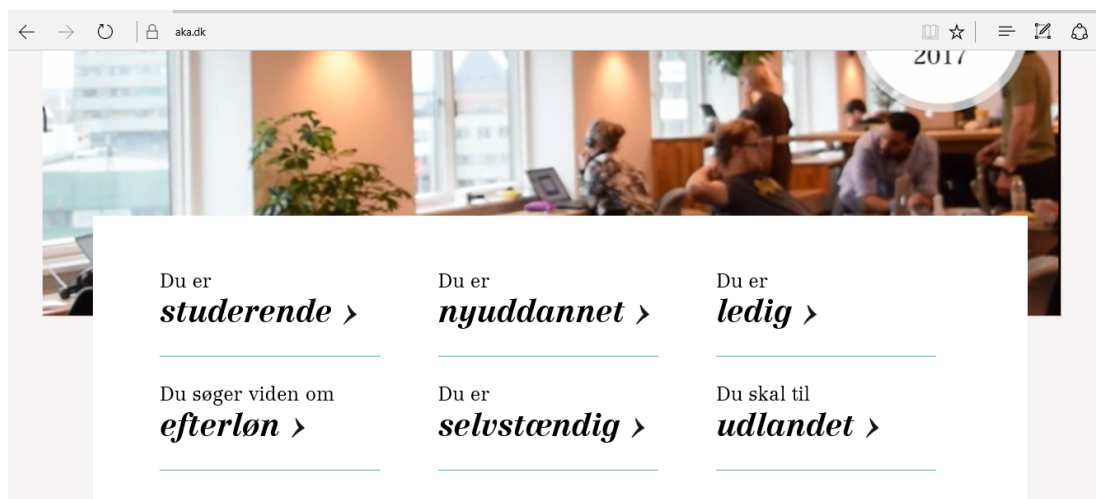 aka.dk
2017
Du er
studerende ›
Du er
nyuddannet ›
Du er
ledig ›
Du søger viden om
efterløn ›
Du er
selvstændig ›
Du skal til
udlandet ›